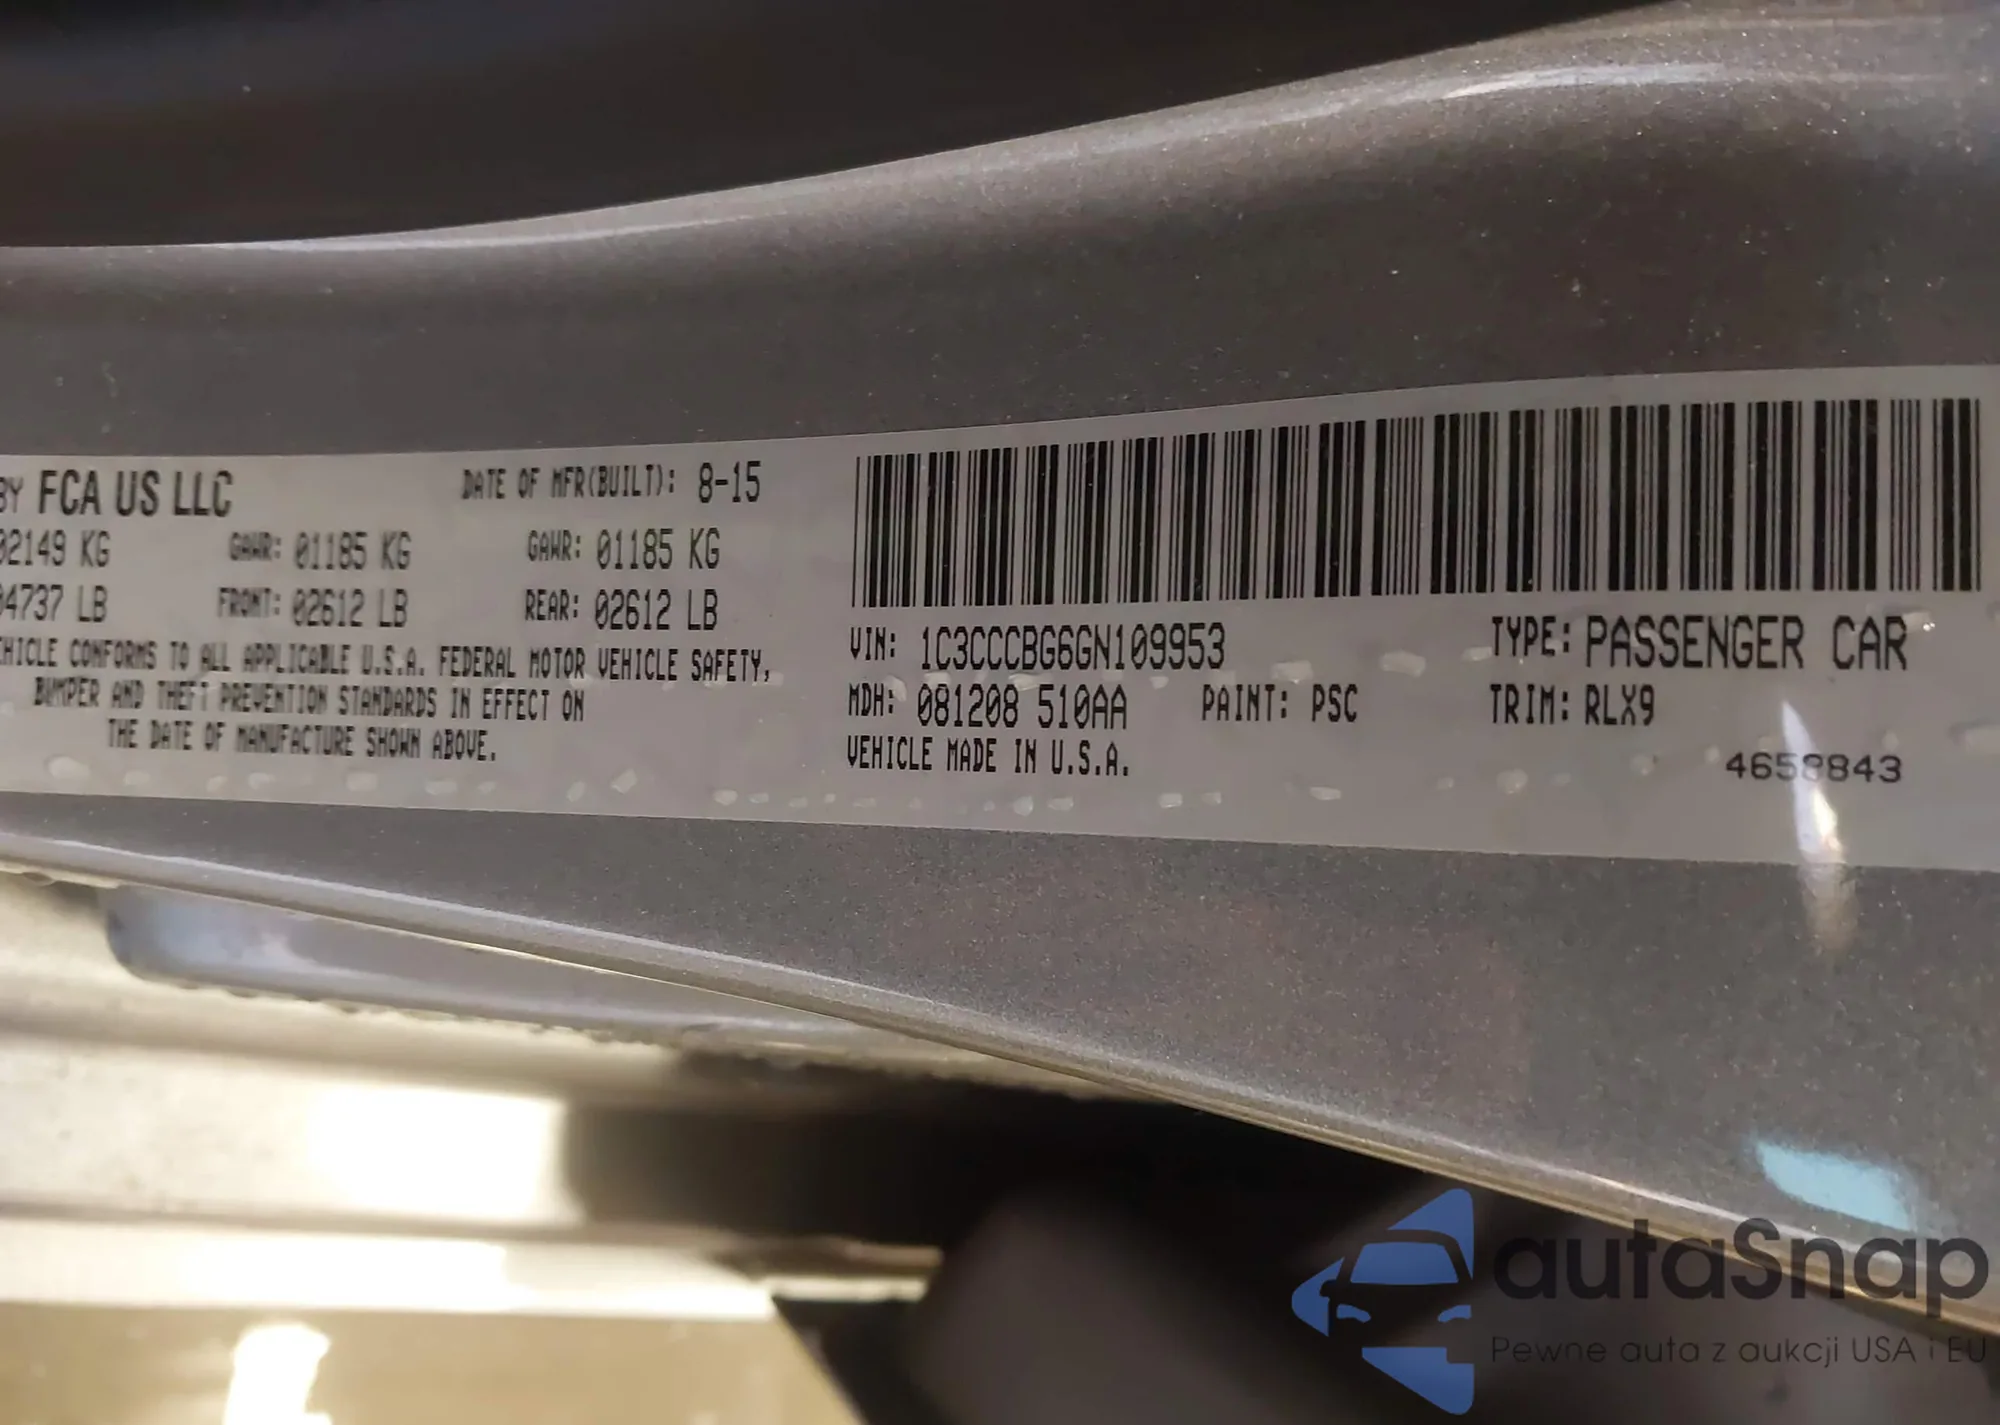 BY FCA US LLC DATE OF MFR(BUILT): 8-15
02149 KG GAWR: 01185 KG GAWR: 01185 KG
04737 LB FRONT: 02612 LB REAR: 02612 LB
VEHICLE CONFORMS TO ALL APPLICABLE U.S.A. FEDERAL MOTOR VEHICLE SAFETY,
BUMPER AND THEFT PREVENTION STANDARDS IN EFFECT ON
THE DATE OF MANUFACTURE SHOWN ABOVE.
VIN: 1C3CCCBG6GN109953 TYPE: PASSENGER CAR
MDH: 081208 510AA PAINT: PSC TRIM: RLX9
VEHICLE MADE IN U.S.A.
4658843
autaSnap
Pewne auta z aukcji USA i EU